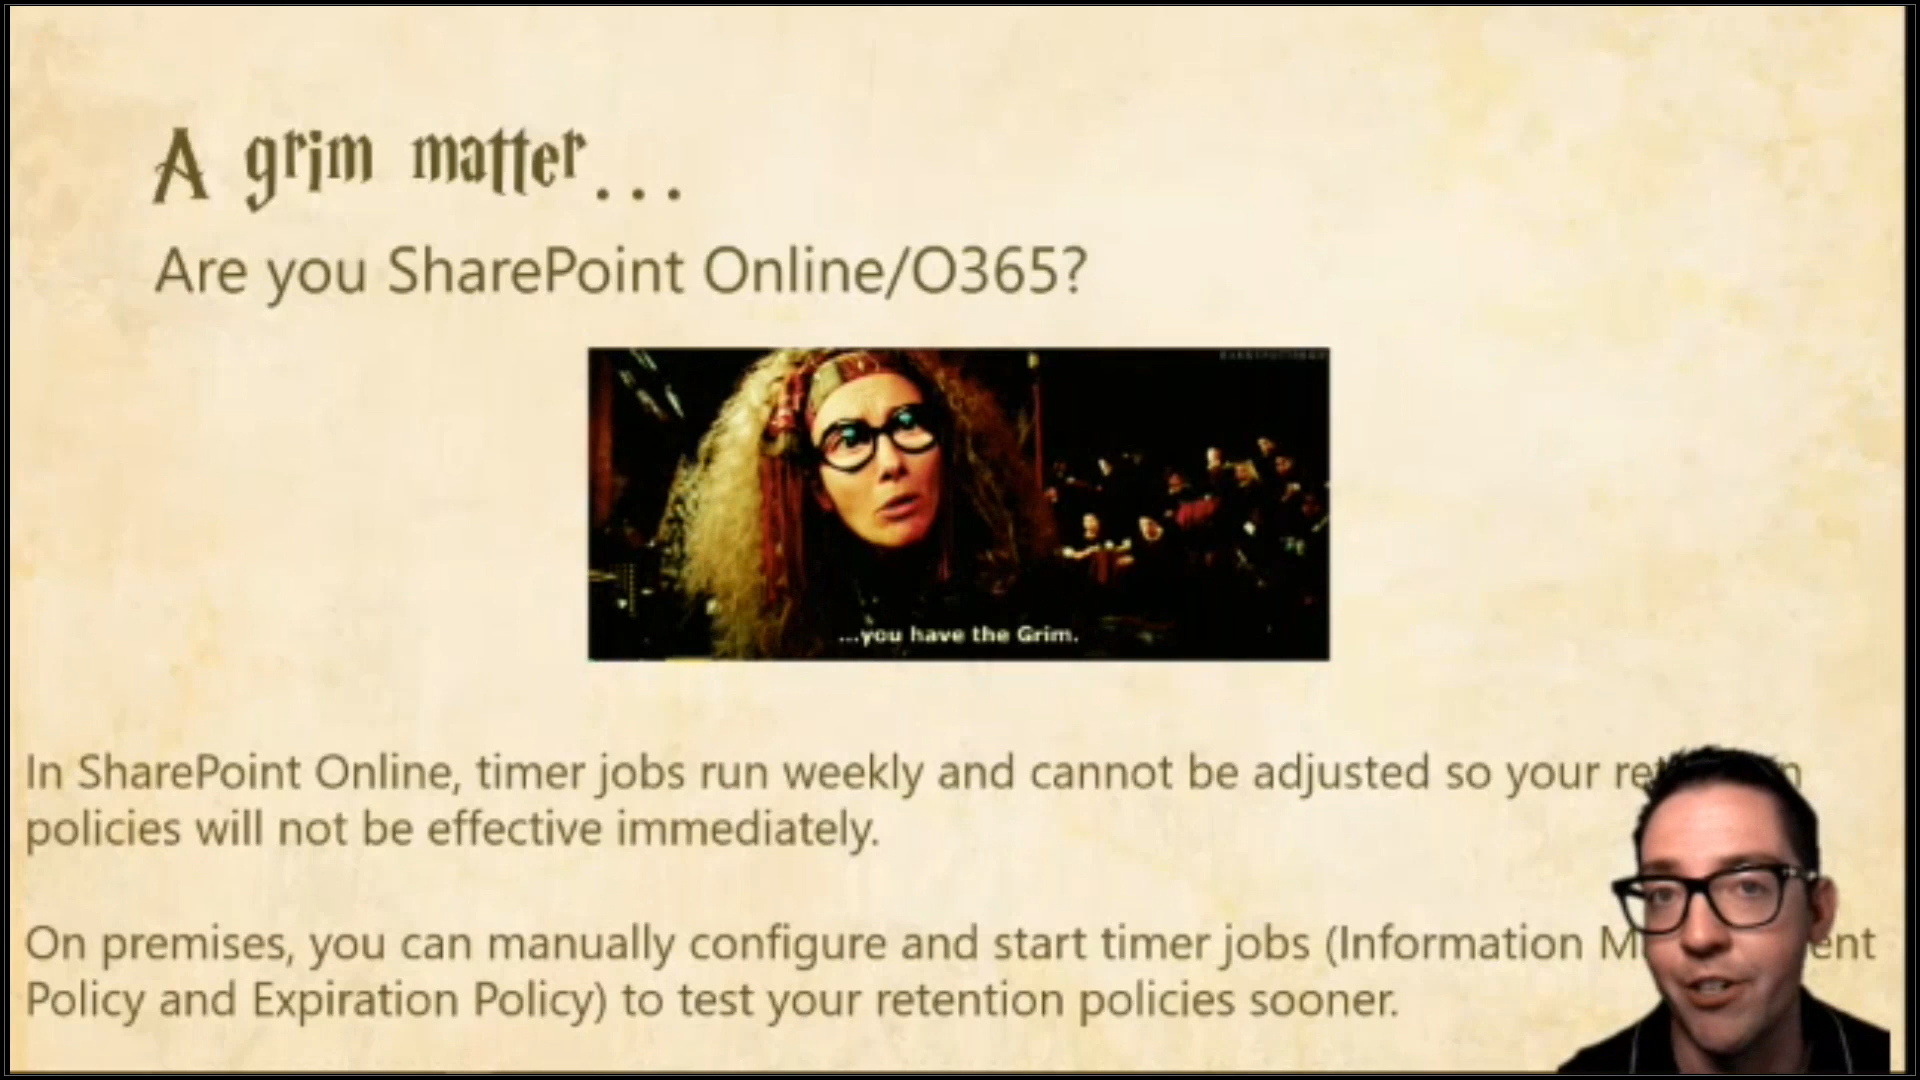 A grim matter...
Are you SharePoint Online/O365?
...you have the Grim.
In SharePoint Online, timer jobs run weekly and cannot be adjusted so your
policies will not be effective immediately.
On premises, you can manually configure and start timer jobs (Information
Policy and Expiration Policy) to test your retention policies sooner.